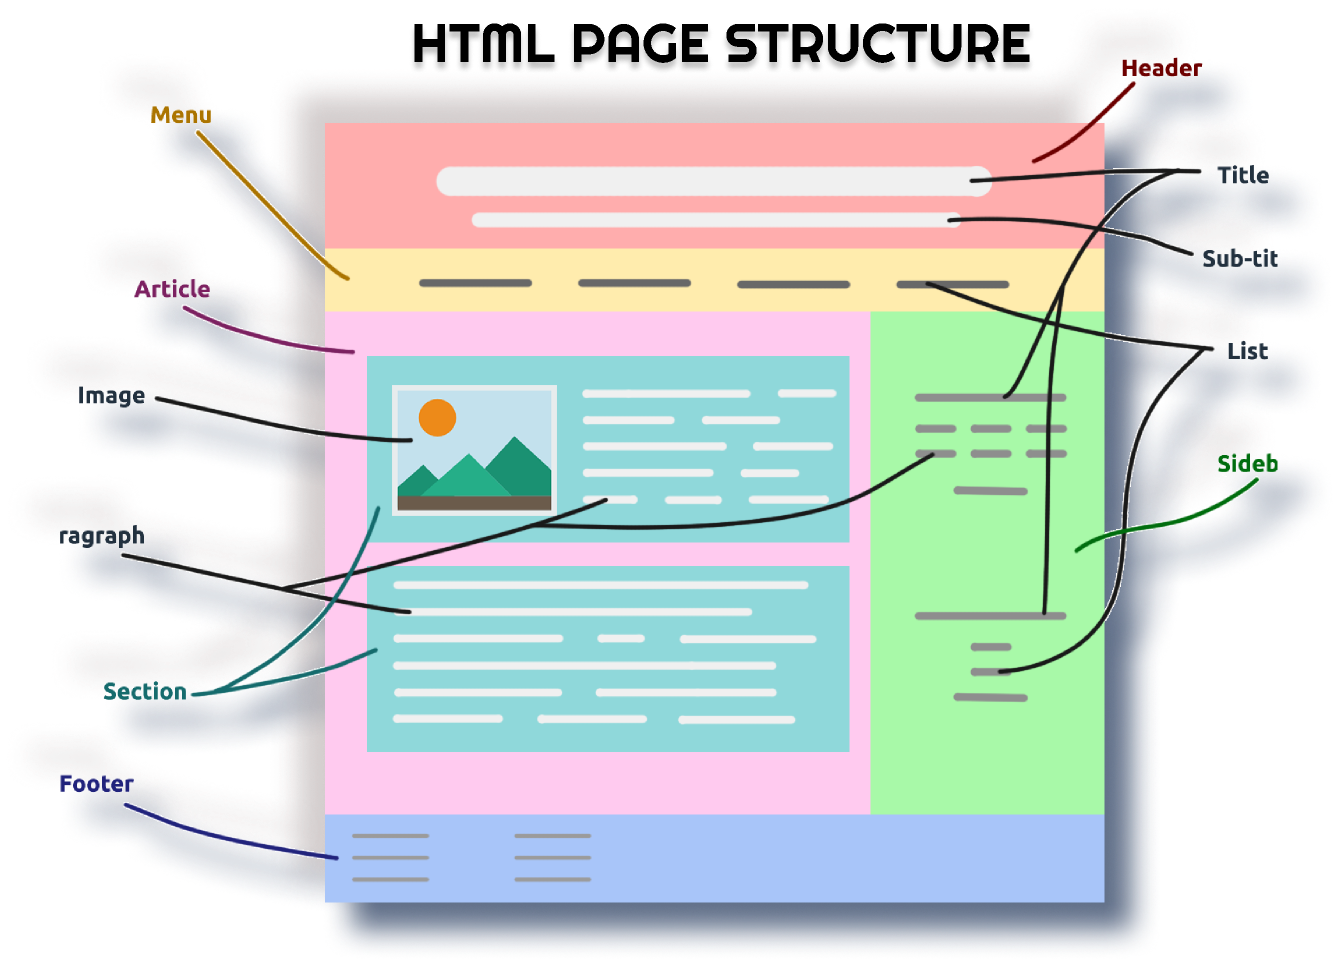 HTML PAGE STRUCTURE
Header
Menu
Title
Sub-tit
Article
List
Image
Sideb
ragraph
Section
Footer